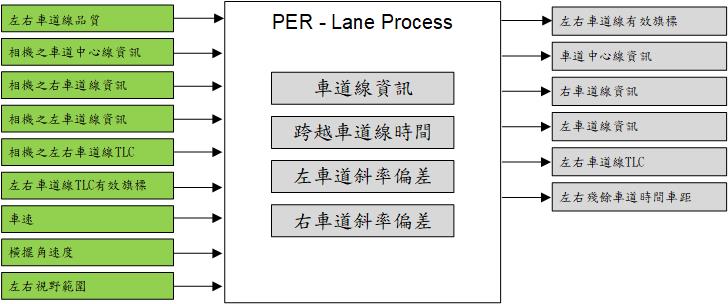 左右車道線品質
相機之車道中心線資訊
相機之右車道線資訊
相機之左車道線資訊
相機之左右車道線TLC
左右車道線TLC有效旗標
車速
橫擺角速度
左右視野範圍
PER - Lane Process
車道線資訊
跨越車道線時間
左車道斜率偏差
右車道斜率偏差
左右車道線有效旗標
車道中心線資訊
右車道線資訊
左車道線資訊
左右車道線TLC
左右殘餘車道時間車距